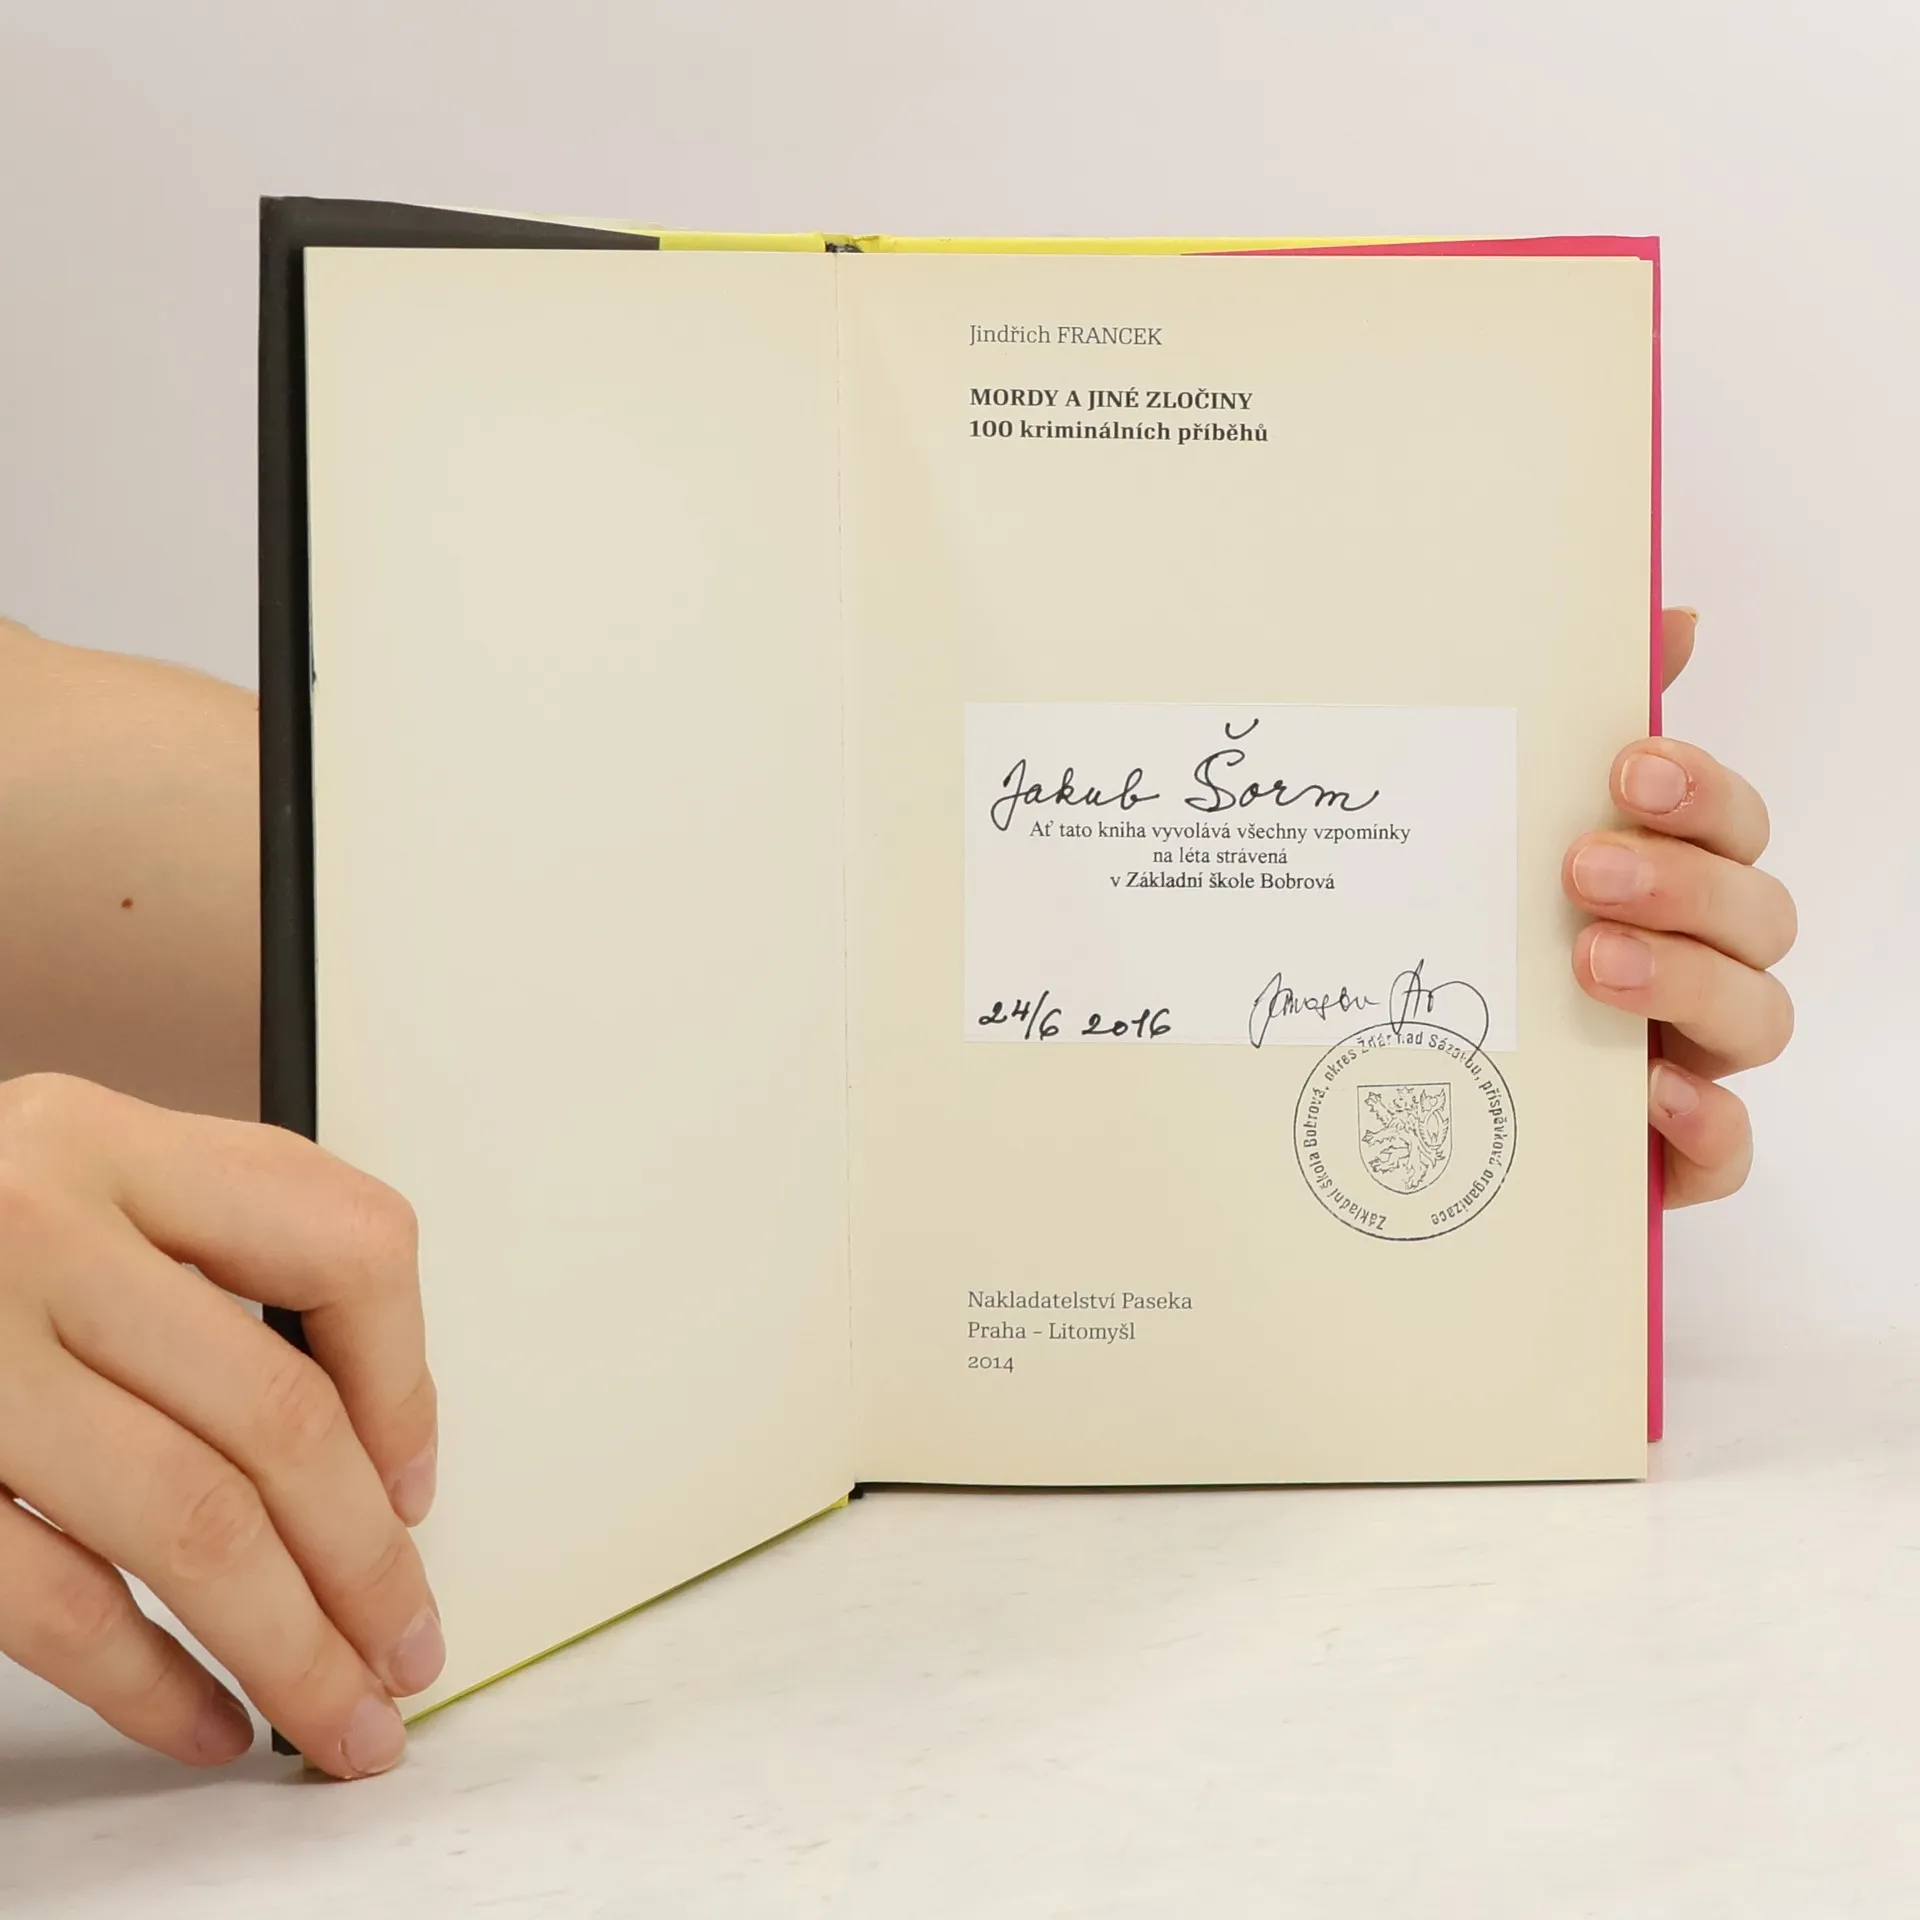 Jindřich FRANCEK
MORDY A JINÉ ZLOČINY
100 kriminálních příběhů
Jakub Šorm
Ať tato kniha vyvolává všechny vzpomínky
na léta strávená
v Základní škole Bobrová
24/6 2016
Základní škola Bobrová, okres Žďár nad Sázavou, příspěvková organizace
Nakladatelství Paseka
Praha – Litomyšl
2014